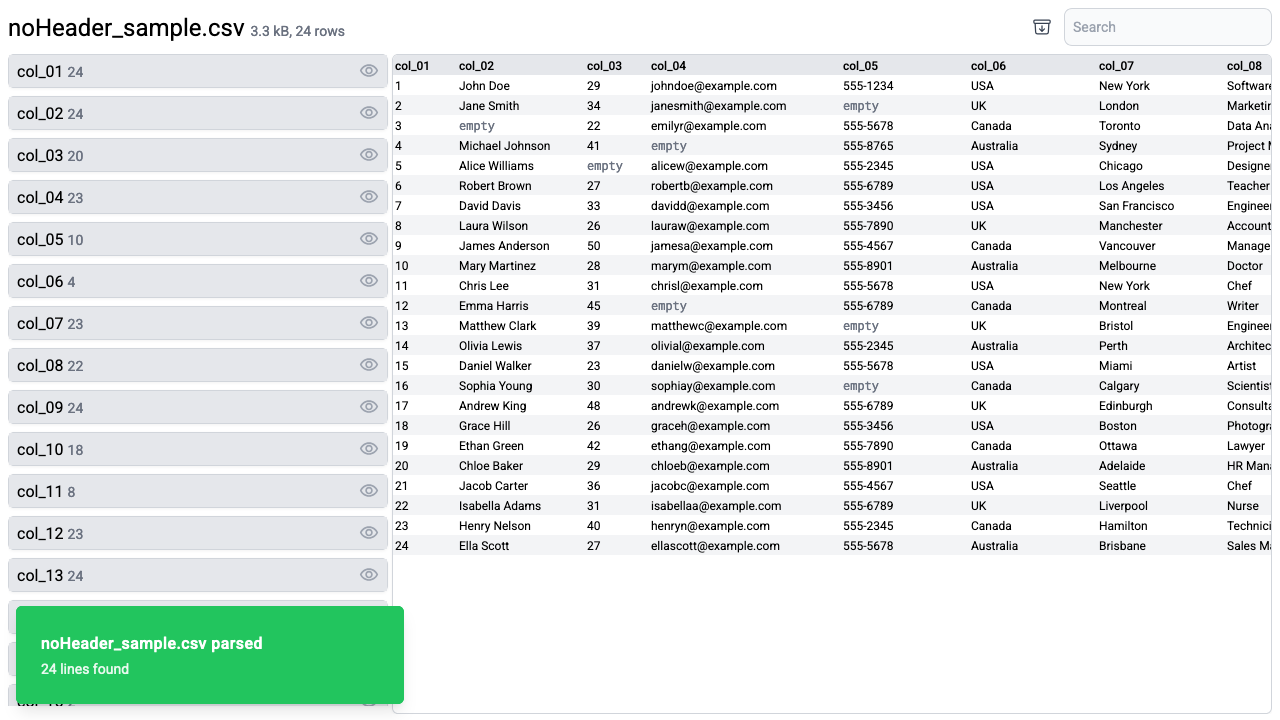 noHeader_sample.csv 3.3 kB, 24 rows
Search
col_01 24
col_02 24
col_03 20
col_04 23
col_05 10
col_06 4
col_07 23
col_08 22
col_09 24
col_10 18
col_11 8
col_12 23
col_13 24
noHeader_sample.csv parsed
24 lines found
col_01 col_02 col_03 col_04 col_05 col_06 col_07 col_08
1 John Doe 29 johndoe@example.com 555-1234 USA New York Software
2 Jane Smith 34 janesmith@example.com empty UK London
3 empty 22 emilyr@example.com 555-5678 Canada Toronto Data
4 Michael Johnson 41 empty 555-8765 Australia Sydney Project
5 Alice Williams empty alicew@example.com 555-2345 USA Chicago
6 Robert Brown 27 robertb@example.com 555-6789 USA Los Angeles Teacher
7 David Davis 33 davidd@example.com 555-3456 USA San Francisco
8 Laura Wilson 26 lauraw@example.com 555-7890 UK Manchester
9 James Anderson 50 jamesa@example.com 555-4567 Canada Vancouver
10 Mary Martinez 28 marym@example.com 555-8901 Australia Melbourne Doctor
11 Chris Lee 31 chrisl@example.com 555-5678 USA New York Chef
12 Emma Harris 45 empty 555-6789 Canada Montreal Writer
13 Matthew Clark 39 matthewc@example.com empty UK Bristol
14 Olivia Lewis 37 olivial@example.com 555-2345 Australia Perth
15 Daniel Walker 23 danielw@example.com 555-5678 USA Miami Artist
16 Sophia Young 30 sophiay@example.com empty Canada Calgary
17 Andrew King 48 andrewk@example.com 555-6789 UK Edinburgh
18 Grace Hill 26 graceh@example.com 555-3456 USA Boston
19 Ethan Green 42 ethang@example.com 555-7890 Canada Ottawa Lawyer
20 Chloe Baker 29 chloeb@example.com 555-8901 Australia Adelaide HR
21 Jacob Carter 36 jacobc@example.com 555-4567 USA Seattle Chef
22 Isabella Adams 31 isabellaa@example.com 555-6789 UK Liverpool Nurse
23 Henry Nelson 40 henryn@example.com 555-2345 Canada Hamilton
24 Ella Scott 27 ellascott@example.com 555-5678 Australia Brisbane Sales